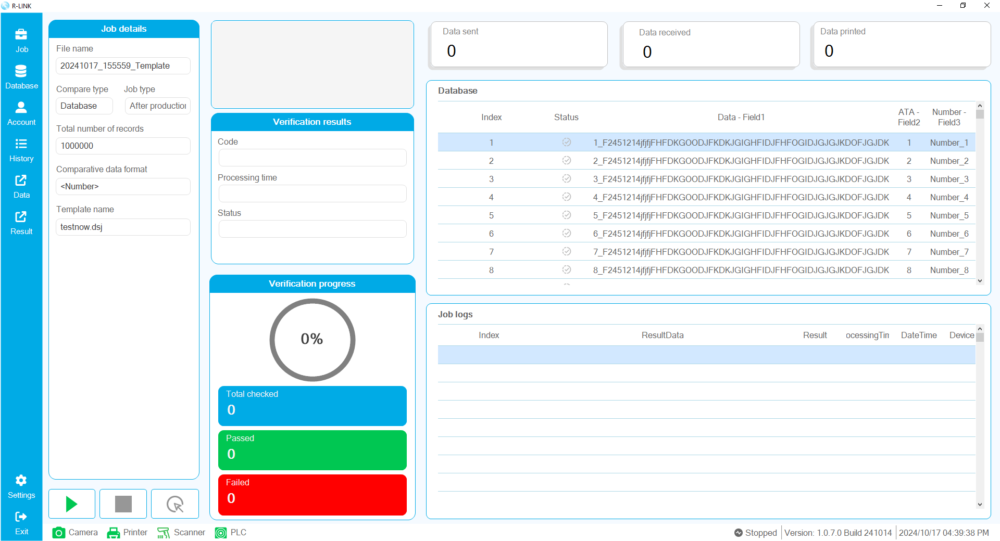 R-LINK
Job
Database
Account
History
Data
Result
Settings
Exit
Job details
File name
20241017_155559_Template
Compare type Job type
Database After production
Total number of records
1000000
Comparative data format
<Number>
Template name
testnow.dsj
Verification results
Code
Processing time
Status
Verification progress
0%
Total checked
0
Passed
0
Failed
0
Data sent
0
Data received
0
Data printed
0
Database
Index Status Data - Field1 ATA - Field2 Number - Field3
1 1_F2451214jfjfjFHFDKGOODJFKDKJGIGHFIDJFHFOGIDJGJGJKDOFJGJDK 1 Number_1
2 2_F2451214jfjfjFHFDKGOODJFKDKJGIGHFIDJFHFOGIDJGJGJKDOFJGJDK 2 Number_2
3 3_F2451214jfjfjFHFDKGOODJFKDKJGIGHFIDJFHFOGIDJGJGJKDOFJGJDK 3 Number_3
4 4_F2451214jfjfjFHFDKGOODJFKDKJGIGHFIDJFHFOGIDJGJGJKDOFJGJDK 4 Number_4
5 5_F2451214jfjfjFHFDKGOODJFKDKJGIGHFIDJFHFOGIDJGJGJKDOFJGJDK 5 Number_5
6 6_F2451214jfjfjFHFDKGOODJFKDKJGIGHFIDJFHFOGIDJGJGJKDOFJGJDK 6 Number_6
7 7_F2451214jfjfjFHFDKGOODJFKDKJGIGHFIDJFHFOGIDJGJGJKDOFJGJDK 7 Number_7
8 8_F2451214jfjfjFHFDKGOODJFKDKJGIGHFIDJFHFOGIDJGJGJKDOFJGJDK 8 Number_8
Job logs
Index ResultData Result ocessingTin DateTime Device
Camera Printer Scanner PLC
Stopped Version: 1.0.7.0 Build 241014 2024/10/17 04:39:38 PM